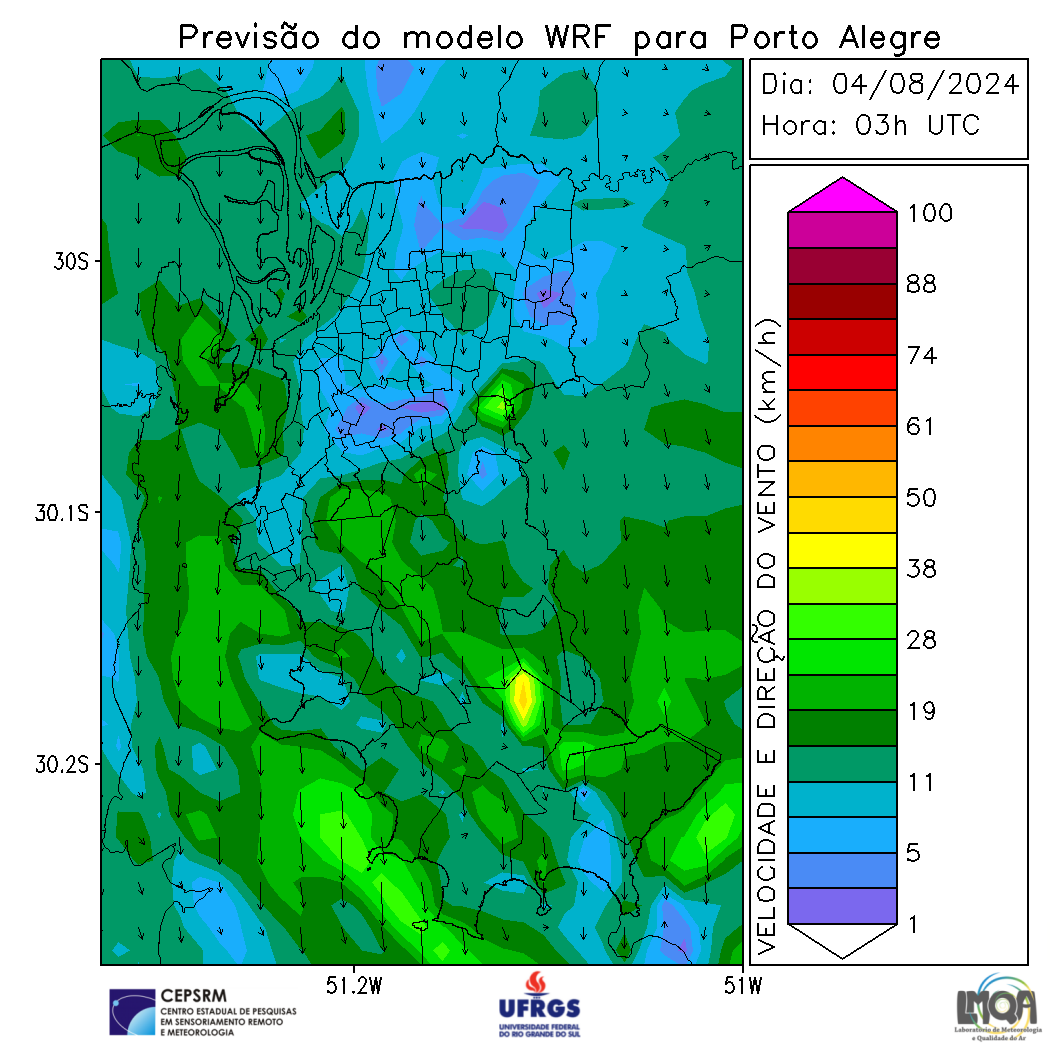 Previsão do modelo WRF para Porto Alegre
Dia: 04/08/2024
Hora: 03h UTC
30S
30.1S
30.2S
51.2W
51W
VELOCIDADE E DIREÇÃO DO VENTO (km/h)
100
88
74
61
50
38
28
19
11
5
1
CEPSRM
CENTRO ESTADUAL DE PESQUISAS
EM SENSORIAMENTO REMOTO
E METEOROLOGIA
UFRGS
UNIVERSIDADE FEDERAL
DO RIO GRANDE DO SUL
LMQA
Laboratório de Meteorologia
e Qualidade do Ar